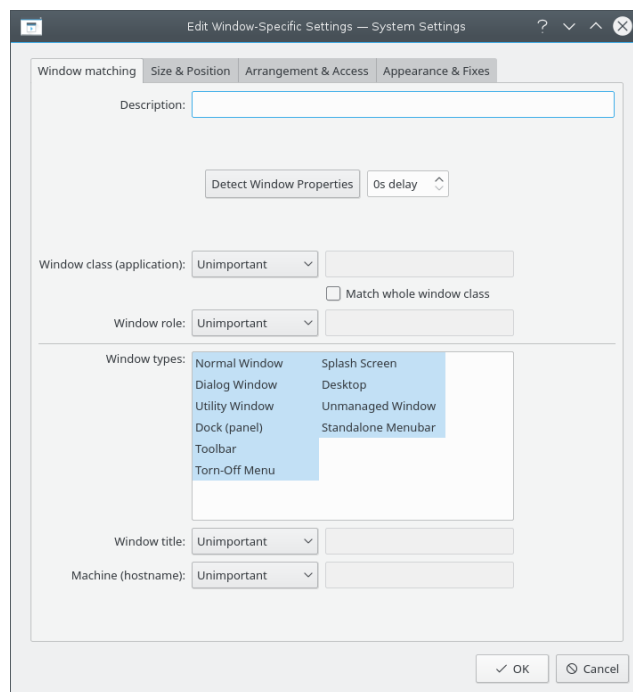 Edit Window-Specific Settings — System Settings
Window matching Size & Position Arrangement & Access Appearance & Fixes
Description:
Detect Window Properties 0s delay
Window class (application): Unimportant
Match whole window class
Window role: Unimportant
Window types:
Normal Window Splash Screen
Dialog Window Desktop
Utility Window Unmanaged Window
Dock (panel) Standalone Menubar
Toolbar
Torn-Off Menu
Window title: Unimportant
Machine (hostname): Unimportant
OK Cancel